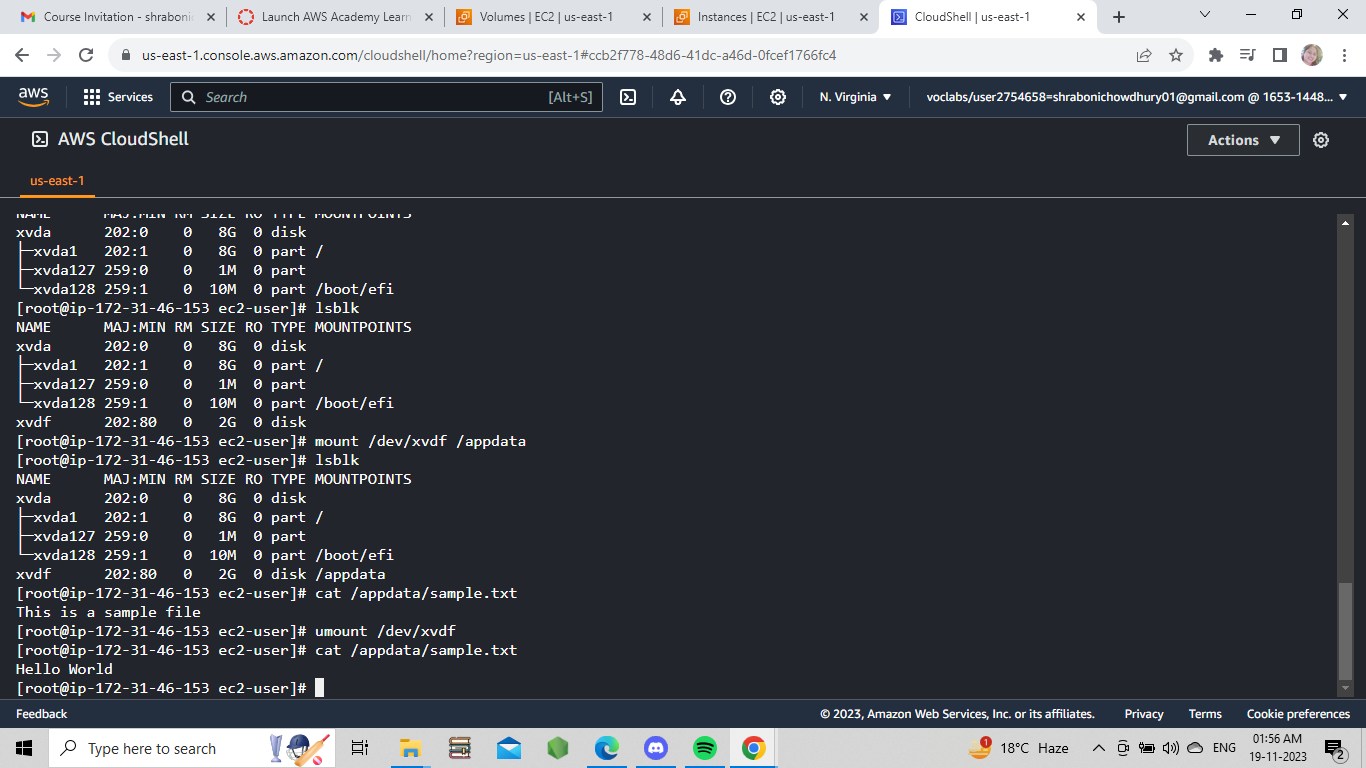 Course Invitation - shrabonic
Launch AWS Academy Learn
Volumes | EC2 | us-east-1
Instances | EC2 | us-east-1
CloudShell | us-east-1
us-east-1.console.aws.amazon.com/cloudshell/home?region=us-east-1#ccb2f778-48d6-41dc-a46d-0fcef1766fc4
aws
Services
Search
[Alt+S]
N. Virginia
voclabs/user2754658=shrabonichowdhury01@gmail.com @ 1653-1448...
AWS CloudShell
Actions
us-east-1
NAME      MAJ:MIN RM SIZE RO TYPE MOUNTPOINTS
xvda      202:0    0   8G  0 disk
├─xvda1   202:1    0   8G  0 part /
├─xvda127 259:0    0   1M  0 part
└─xvda128 259:1    0  10M  0 part /boot/efi
[root@ip-172-31-46-153 ec2-user]# lsblk
NAME      MAJ:MIN RM SIZE RO TYPE MOUNTPOINTS
xvda      202:0    0   8G  0 disk
├─xvda1   202:1    0   8G  0 part /
├─xvda127 259:0    0   1M  0 part
└─xvda128 259:1    0  10M  0 part /boot/efi
xvdf      202:80   0   2G  0 disk
[root@ip-172-31-46-153 ec2-user]# mount /dev/xvdf /appdata
[root@ip-172-31-46-153 ec2-user]# lsblk
NAME      MAJ:MIN RM SIZE RO TYPE MOUNTPOINTS
xvda      202:0    0   8G  0 disk
├─xvda1   202:1    0   8G  0 part /
├─xvda127 259:0    0   1M  0 part
└─xvda128 259:1    0  10M  0 part /boot/efi
xvdf      202:80   0   2G  0 disk /appdata
[root@ip-172-31-46-153 ec2-user]# cat /appdata/sample.txt
This is a sample file
[root@ip-172-31-46-153 ec2-user]# umount /dev/xvdf
[root@ip-172-31-46-153 ec2-user]# cat /appdata/sample.txt
Hello World
[root@ip-172-31-46-153 ec2-user]#
Feedback
© 2023, Amazon Web Services, Inc. or its affiliates.
Privacy
Terms
Cookie preferences
Type here to search
1
18°C Haze
ENG
01:56 AM
19-11-2023
2